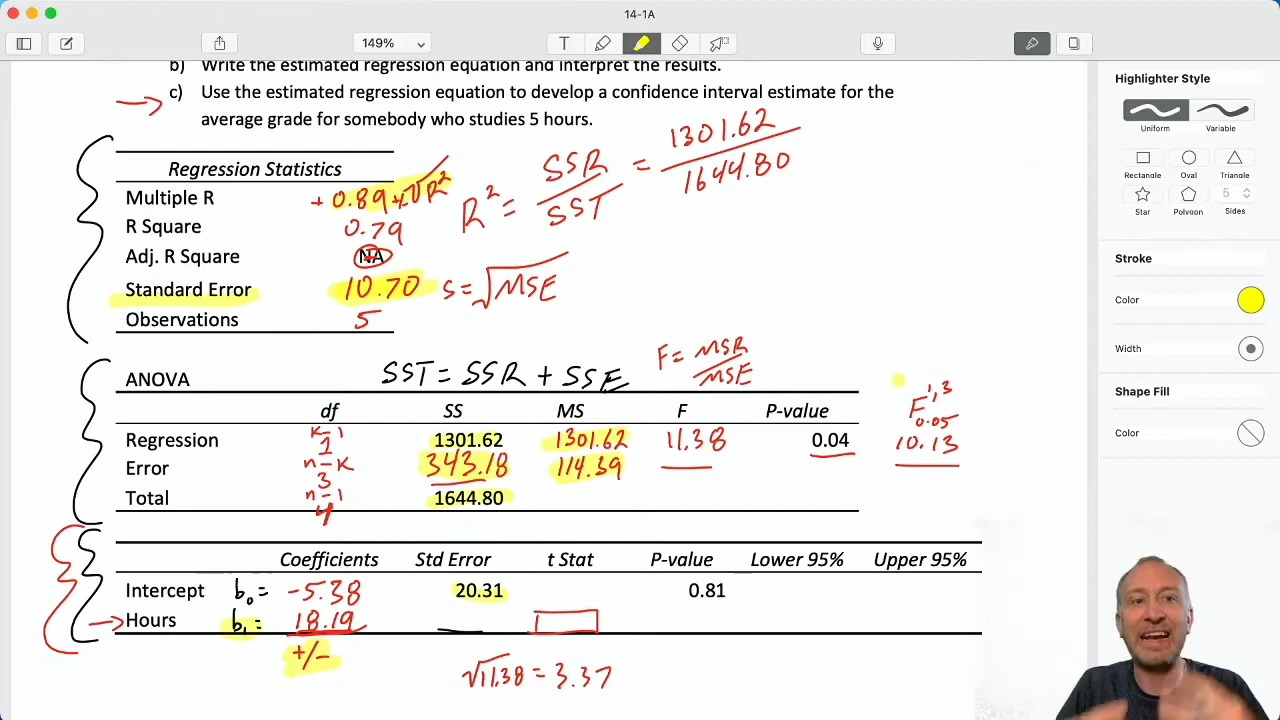 14-1A
149%
b) Write the estimated regression equation and interpret the results.
c) Use the estimated regression equation to develop a confidence interval estimate for the
average grade for somebody who studies 5 hours.
Regression Statistics
Multiple R + 0.89 +√R²
R Square 0.79
Adj. R Square NA
Standard Error 10.70 s = √MSE
Observations 5
R² = SSR/SST = 1301.62/1644.80
SST = SSR + SSE
F = MSR/MSE
ANOVA
df SS MS F P-value
Regression k-1 1 1301.62 1301.62 11.38 0.04
Error n-k 3 343.18 114.39
Total n-1 4 1644.80
F 1,3 0.05
10.13
Coefficients Std Error t Stat P-value Lower 95% Upper 95%
Intercept b₀ = -5.38 20.31 0.81
Hours b₁ = 18.19
+/-
√11.38 = 3.37
Highlighter Style
Uniform Variable
Rectangle Oval Triangle
Star Polygon 5 Sides
Stroke
Color
Width
Shape Fill
Color